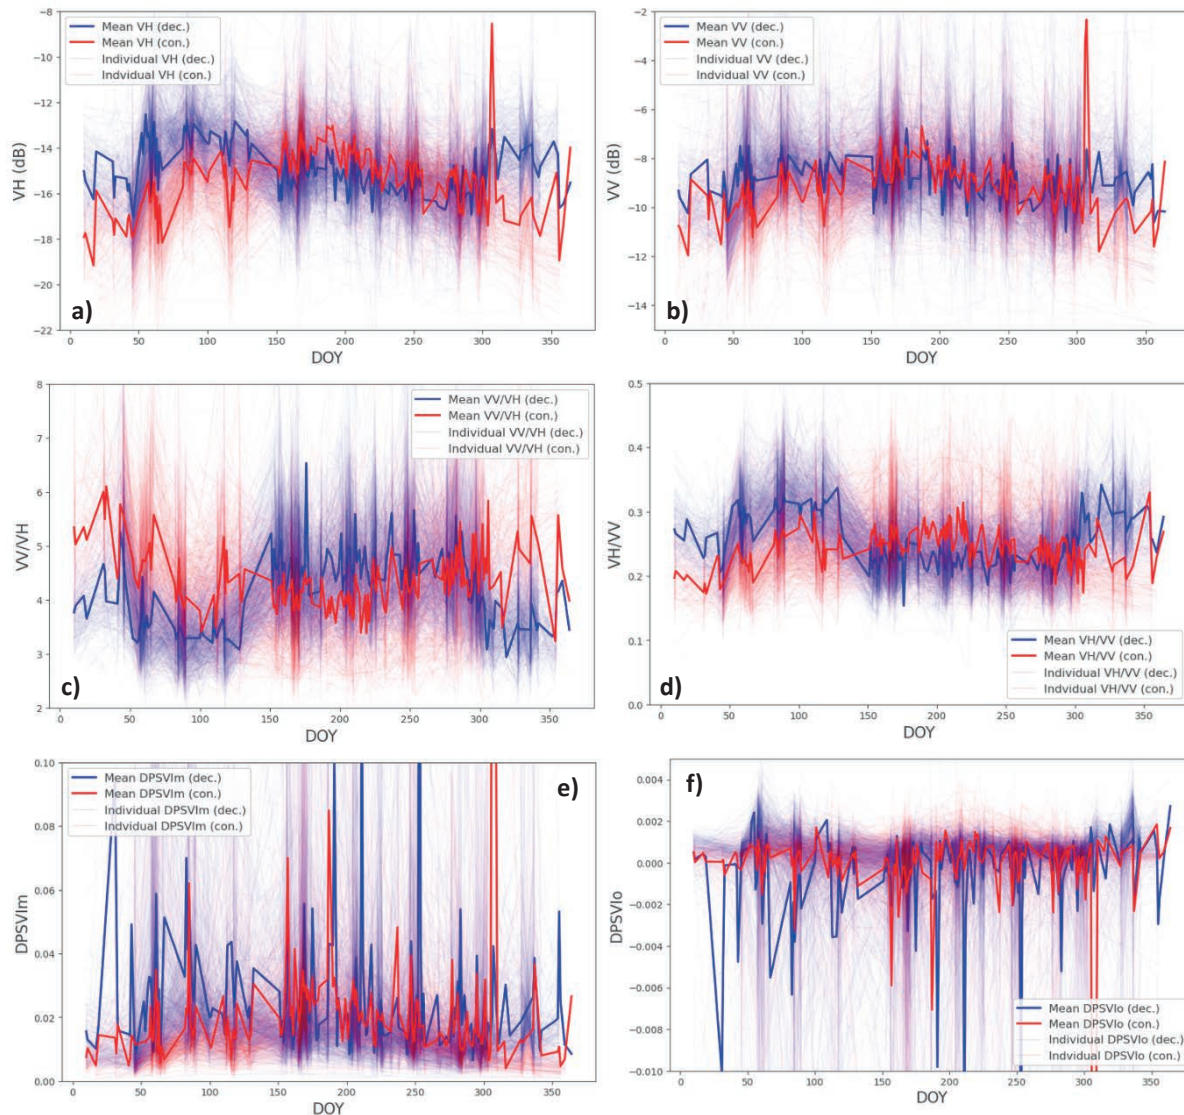 −8
−10
−12
−14
−16
−18
−20
−22
VH (dB)
Mean VH (dec.)
Mean VH (con.)
Individual VH (dec.)
Indvidual VH (con.)
a)
0 50 100 150 200 250 300 350
DOY
−2
−4
−6
−8
−10
−12
−14
VV (dB)
Mean VV (dec.)
Mean VV (con.)
Individual VV (dec.)
Indvidual VV (con.)
b)
0 50 100 150 200 250 300 350
DOY
8
7
6
5
4
3
2
VV/VH
Mean VV/VH (dec.)
Mean VV/VH (con.)
Individual VV/VH (dec.)
Indvidual VV/VH (con.)
c)
0 50 100 150 200 250 300 350
DOY
0.5
0.4
0.3
0.2
0.1
0.0
VH/VV
Mean VH/VV (dec.)
Mean VH/VV (con.)
Individual VH/VV (dec.)
Indvidual VH/VV (con.)
d)
0 50 100 150 200 250 300 350
DOY
0.10
0.08
0.06
0.04
0.02
0.00
DPSVIm
Mean DPSVIm (dec.)
Mean DPSVIm (con.)
Individual DPSVIm (dec.)
Indvidual DPSVIm (con.)
e)
0 50 100 150 200 250 300 350
DOY
0.004
0.002
0.000
−0.002
−0.004
−0.006
−0.008
−0.010
DPSVIo
f)
Mean DPSVIo (dec.)
Mean DPSVIo (con.)
Individual DPSVIo (dec.)
Indvidual DPSVIo (con.)
0 50 100 150 200 250 300 350
DOY